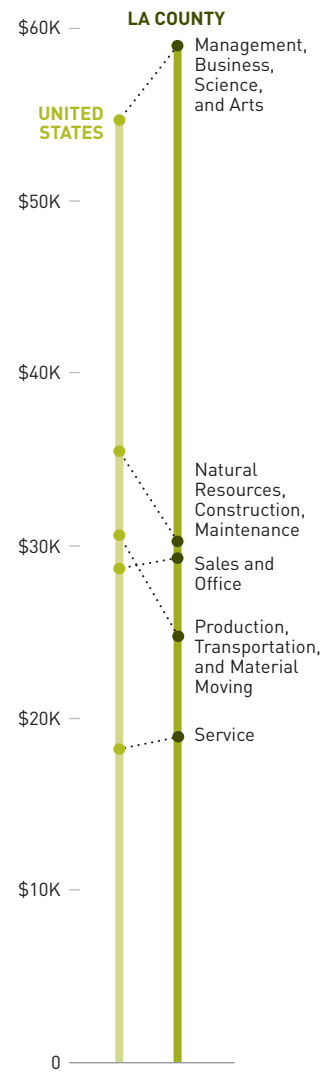 LA COUNTY
$60K
Management,
Business,
Science,
and Arts
UNITED
STATES
$50K
$40K
Natural
Resources,
Construction,
Maintenance
$30K
Sales and
Office
Production,
Transportation,
and Material
Moving
$20K
Service
$10K
0